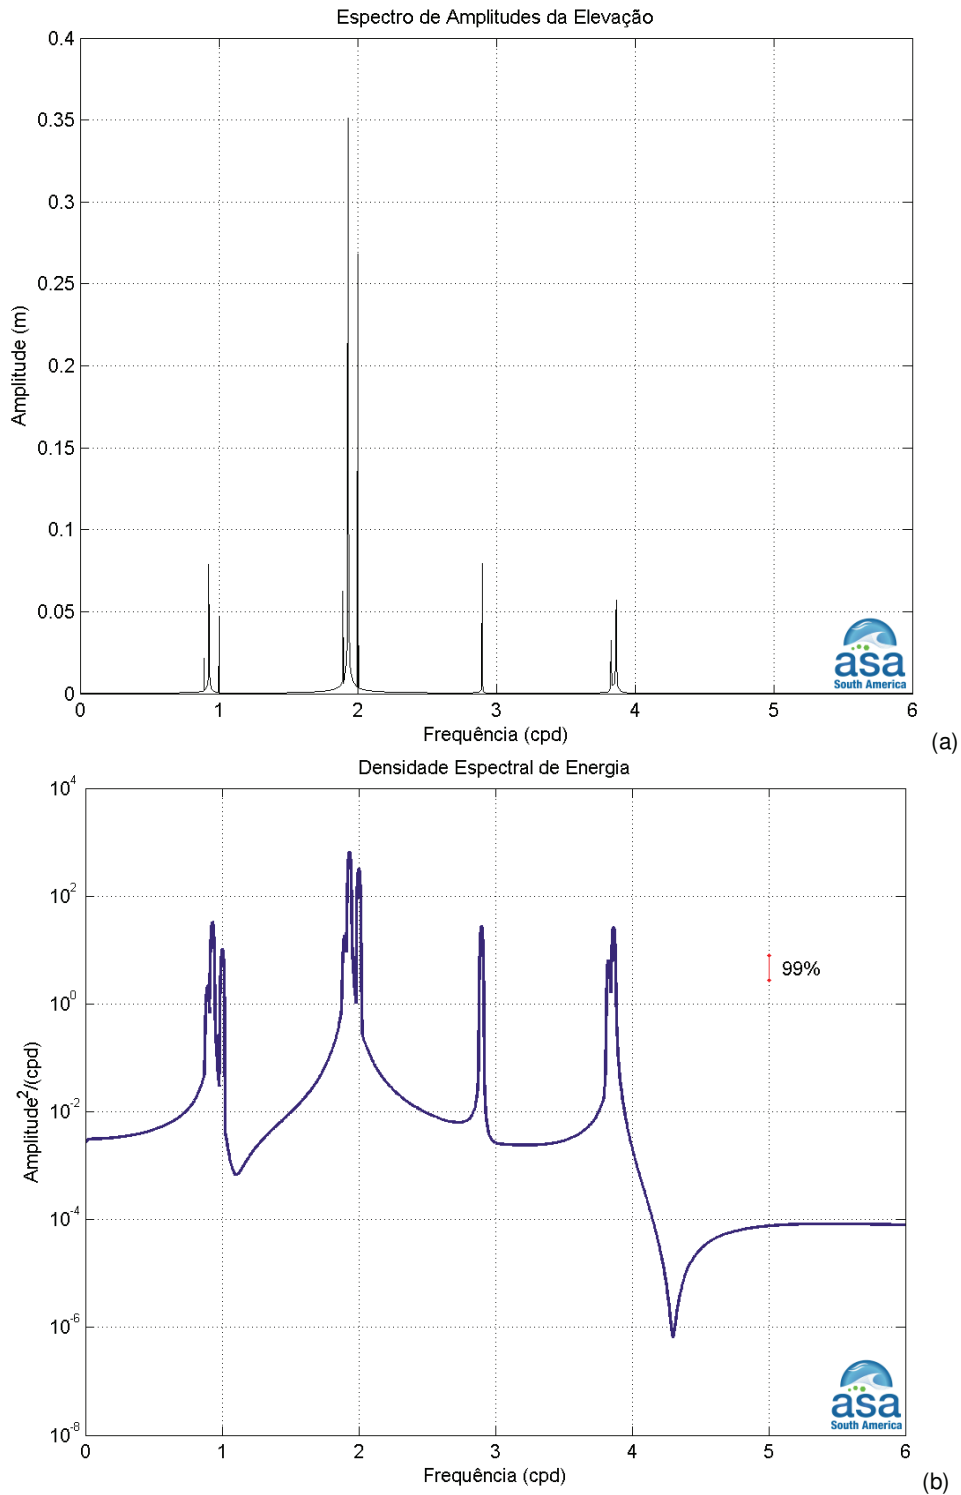 Espectro de Amplitudes da Elevação
0.4
0.35
0.3
0.25
0.2
0.15
0.1
0.05
0
Amplitude (m)
0 1 2 3 4 5 6
Frequência (cpd)
asa
South America
(a)
Densidade Espectral de Energia
10^4
10^2
10^0
10^-2
10^-4
10^-6
10^-8
Amplitude^2/(cpd)
99%
0 1 2 3 4 5 6
Frequência (cpd)
asa
South America
(b)